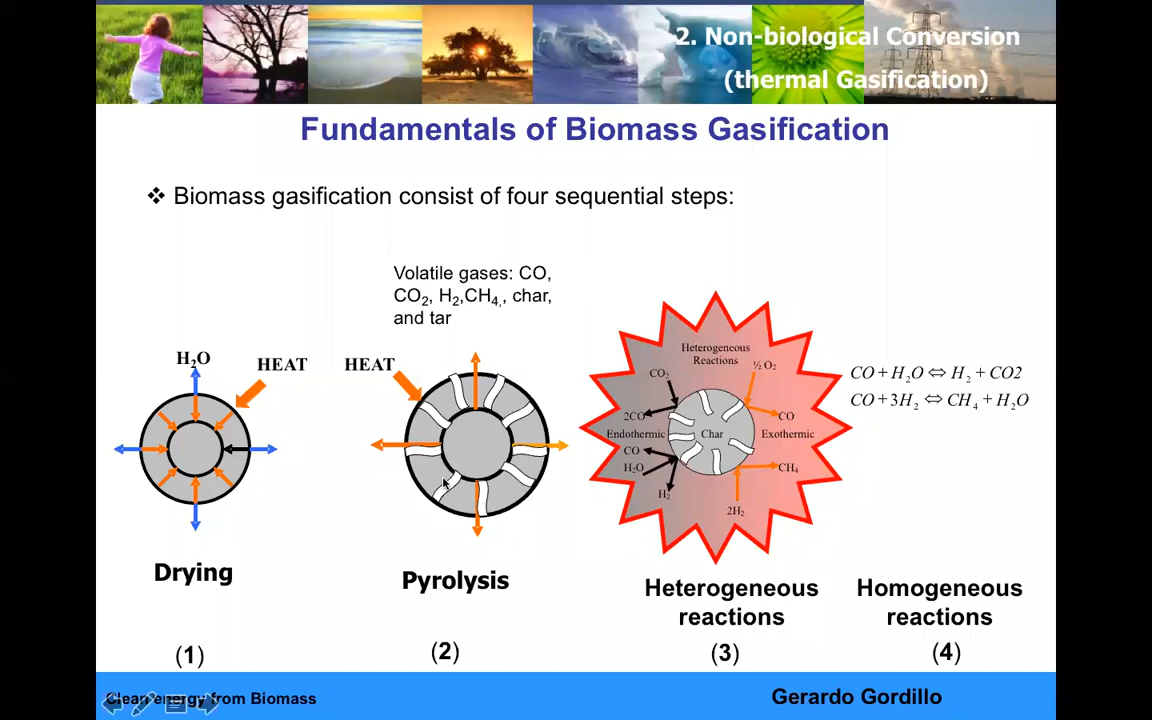 2. Non-biological Conversion
(thermal Gasification)
Fundamentals of Biomass Gasification
❖ Biomass gasification consist of four sequential steps:
Volatile gases: CO,
CO₂, H₂,CH₄,, char,
and tar
H₂O
HEAT
HEAT
Heterogeneous
Reactions
CO₂
½ O₂
2CO
CO
Endothermic
Char
Exothermic
CO
H₂O
CH₄
H₂
2H₂
CO + H₂O ⇔ H₂ + CO2
CO + 3H₂ ⇔ CH₄ + H₂O
Drying
Pyrolysis
Heterogeneous
reactions
Homogeneous
reactions
(1)
(2)
(3)
(4)
Clean energy from Biomass
Gerardo Gordillo